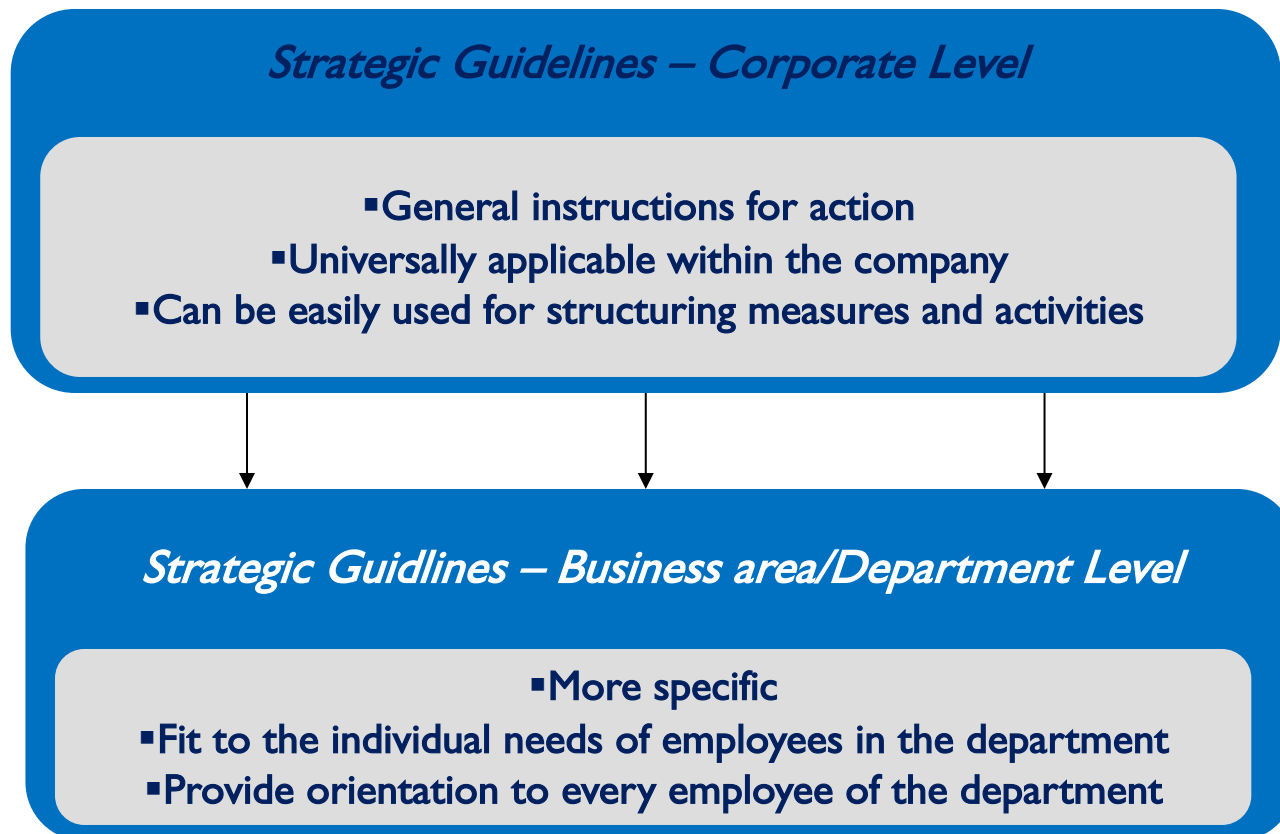 Strategic Guidelines – Corporate Level
▪General instructions for action
▪Universally applicable within the company
▪Can be easily used for structuring measures and activities
Strategic Guidlines – Business area/Department Level
▪More specific
▪Fit to the individual needs of employees in the department
▪Provide orientation to every employee of the department